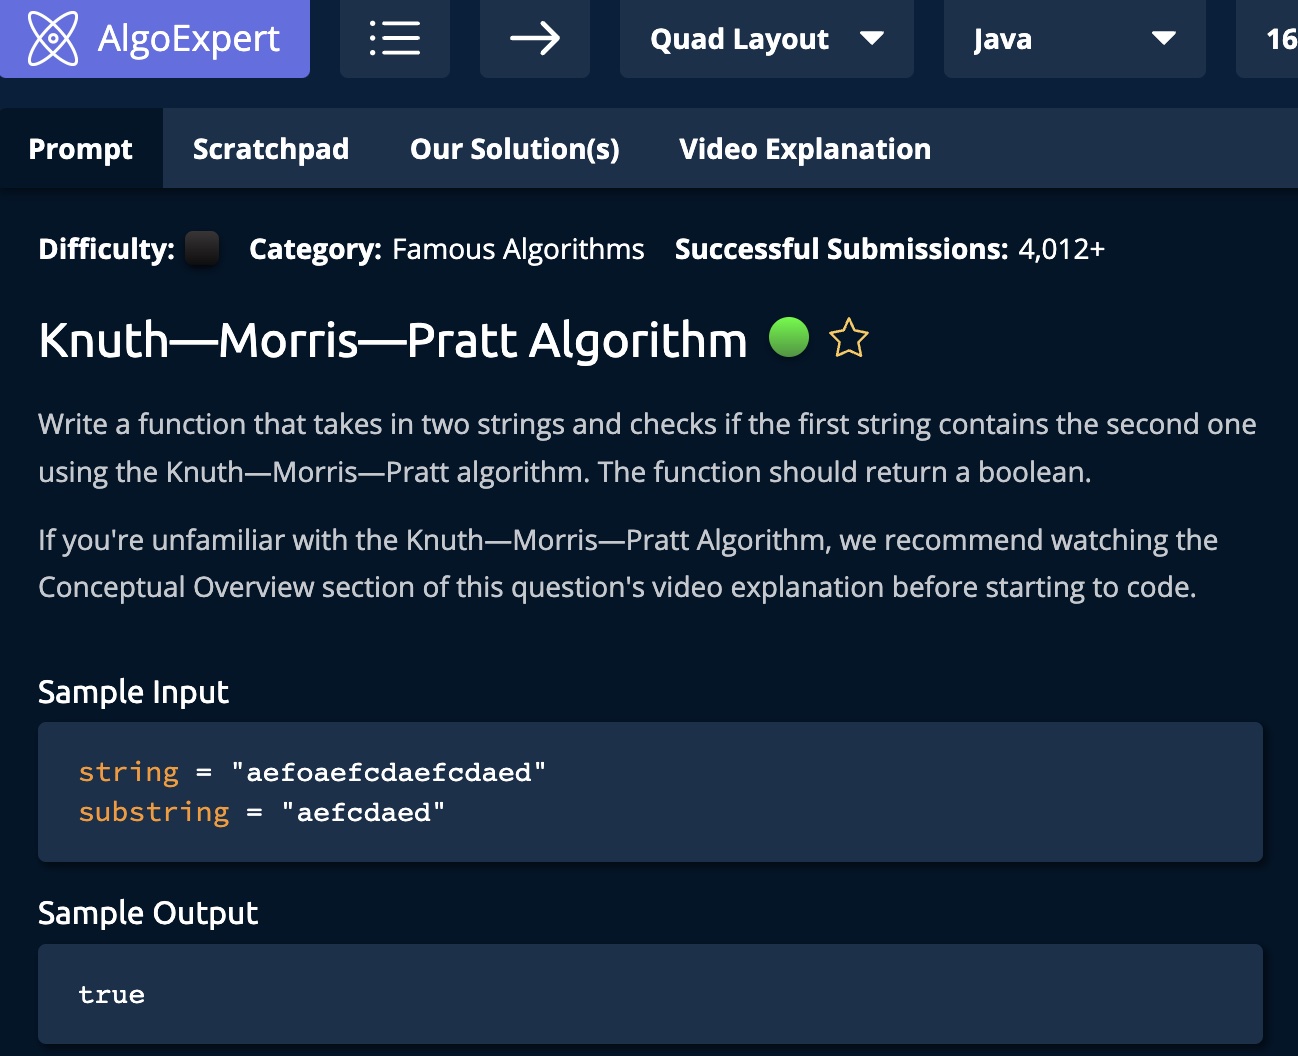 AlgoExpert Quad Layout Java 16
Prompt Scratchpad Our Solution(s) Video Explanation
Difficulty: Category: Famous Algorithms Successful Submissions: 4,012+
Knuth—Morris—Pratt Algorithm
Write a function that takes in two strings and checks if the first string contains the second one
using the Knuth—Morris—Pratt algorithm. The function should return a boolean.
If you're unfamiliar with the Knuth—Morris—Pratt Algorithm, we recommend watching the
Conceptual Overview section of this question's video explanation before starting to code.
Sample Input
string = "aefoaefcdaefcdaed"
substring = "aefcdaed"
Sample Output
true